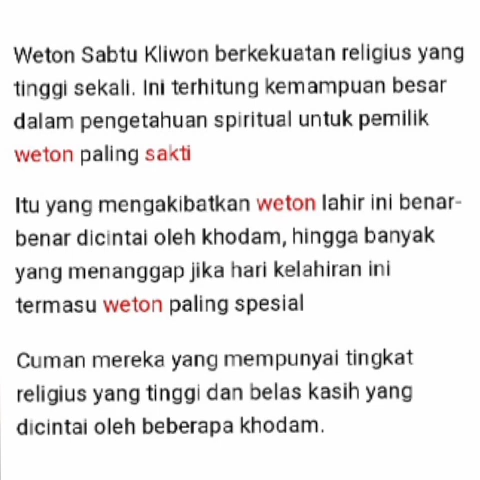 Weton Sabtu Kliwon berkekuatan religius yang
tinggi sekali. Ini terhitung kemampuan besar
dalam pengetahuan spiritual untuk pemilik
weton paling sakti
Itu yang mengakibatkan weton lahir ini benar-
benar dicintai oleh khodam, hingga banyak
yang menanggap jika hari kelahiran ini
termasu weton paling spesial
Cuman mereka yang mempunyai tingkat
religius yang tinggi dan belas kasih yang
dicintai oleh beberapa khodam.